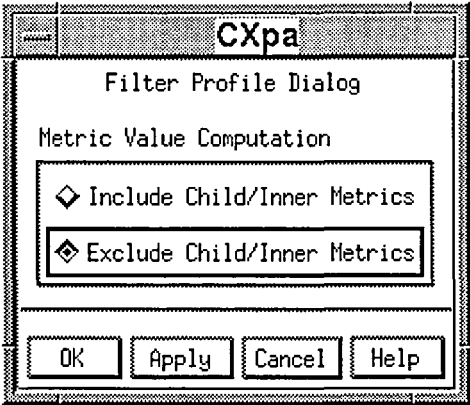 CXpa
Filter Profile Dialog
Metric Value Computation
Include Child/Inner Metrics
Exclude Child/Inner Metrics
OK Apply Cancel Help